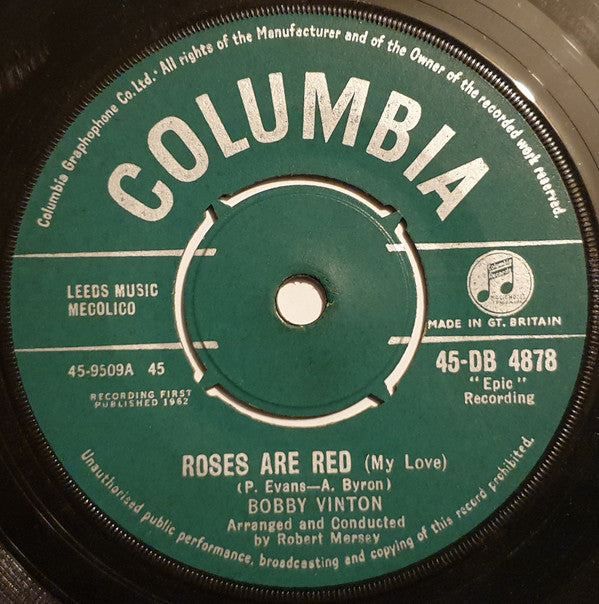 Columbia Graphophone Co. Ltd. · All rights of the Manufacturer and of the Owner of the recorded work reserved.
COLUMBIA
LEEDS MUSIC
MECOLICO
MADE IN GT. BRITAIN
45-9509A 45
45-DB 4878
RECORDING FIRST
PUBLISHED 1962
"Epic"
Recording
ROSES ARE RED (My Love)
(P. Evans—A. Byron)
BOBBY VINTON
Arranged and Conducted
by Robert Mersey
Unauthorised public performance, broadcasting and copying of this record prohibited.